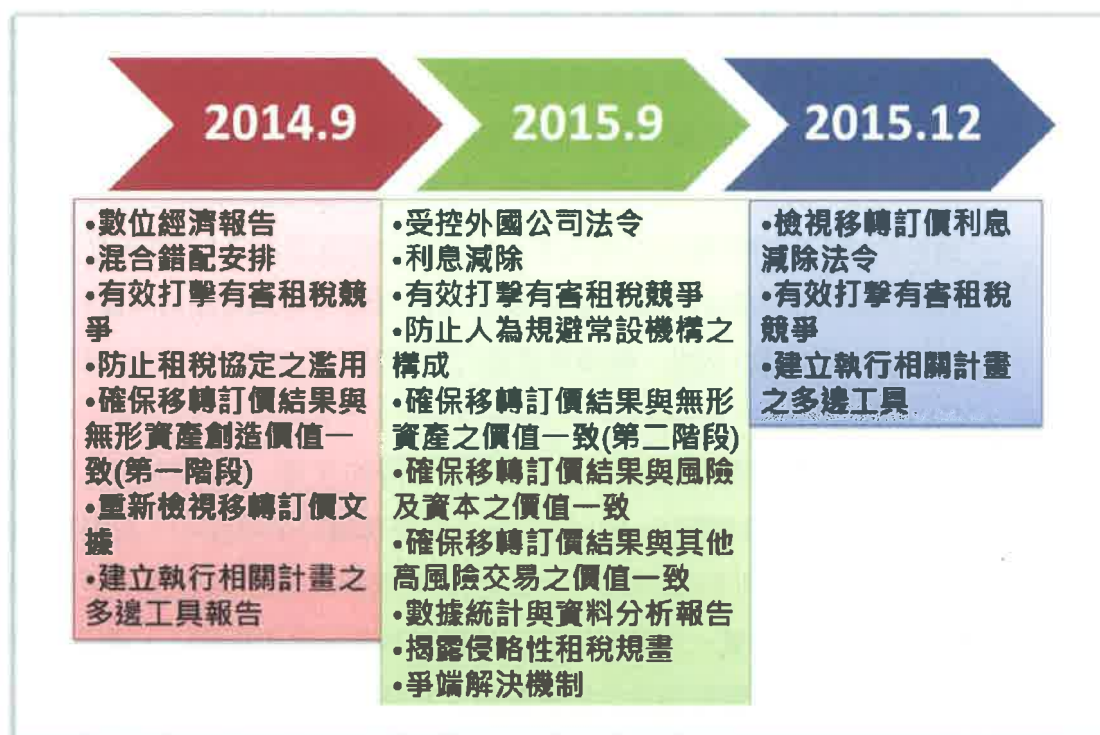 2014.9
2015.9
2015.12
•數位經濟報告
•混合錯配安排
•有效打擊有害租稅競
爭
•防止租稅協定之濫用
•確保移轉訂價結果與
無形資產創造價值一
致(第一階段)
•重新檢視移轉訂價文
據
•建立執行相關計畫之
多邊工具報告
•受控外國公司法令
•利息減除
•有效打擊有害租稅競爭
•防止人為規避常設機構之
構成
•確保移轉訂價結果與無形
資產之價值一致(第二階段)
•確保移轉訂價結果與風險
及資本之價值一致
•確保移轉訂價結果與其他
高風險交易之價值一致
•數據統計與資料分析報告
•揭露侵略性租稅規畫
•爭端解決機制
•檢視移轉訂價利息
減除法令
•有效打擊有害租稅
競爭
•建立執行相關計畫
之多邊工具